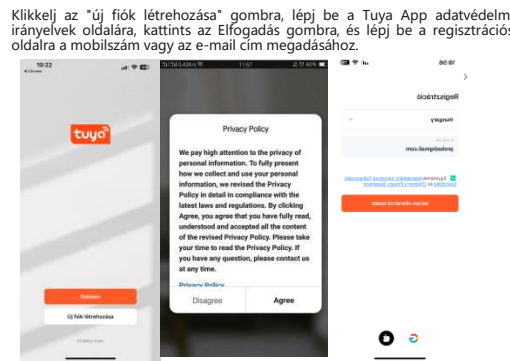 Klikkelj az "új fiók létrehozása" gombra, lépj be a Tuya App adatvédelm
irányelvek oldalára, kattints az Elfogadás gombra, és lépj be a regisztrációs
oldalra a mobilszám vagy az e-mail cím megadásához.
19:22
tuya
Belépés
Új fiók létrehozása
11:57
60%
Privacy Policy
We pay high attention to the privacy of
personal information. To fully present
how we collect and use your personal
information, we revised the Privacy
Policy in detail in compliance with the
latest laws and regulations. By clicking
Agree, you agree that you have fully read,
understood and accepted all the content
of the revised Privacy Policy. Please take
your time to read the Privacy Policy. If
you have any question, please contact us
at any time.
Privacy Policy
Disagree
Agree
Regisztráció
Hungary